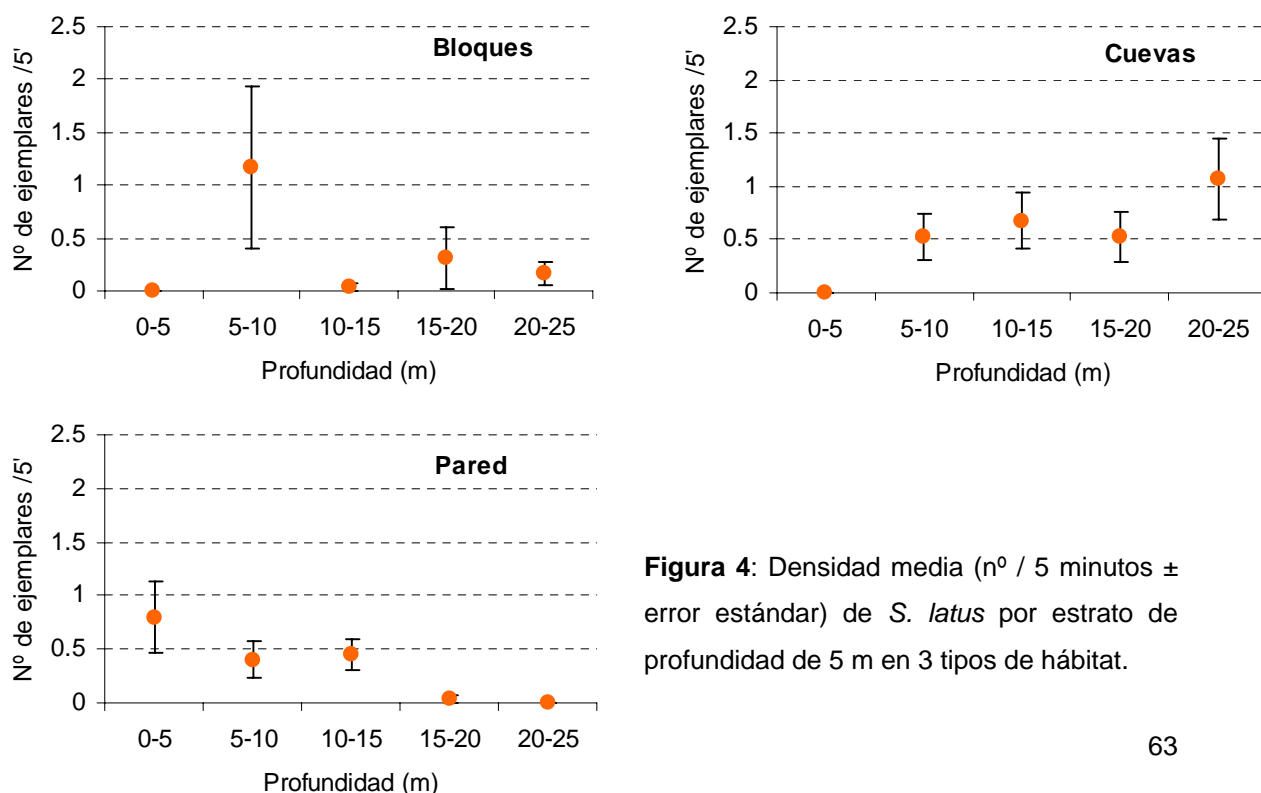 Bloques
Nº de ejemplares /5'
2.5
2
1.5
1
0.5
0
0-5 5-10 10-15 15-20 20-25
Profundidad (m)
Cuevas
Nº de ejemplares /5'
2.5
2
1.5
1
0.5
0
0-5 5-10 10-15 15-20 20-25
Profundidad (m)
Pared
Nº de ejemplares /5'
2.5
2
1.5
1
0.5
0
0-5 5-10 10-15 15-20 20-25
Profundidad (m)
Figura 4: Densidad media (nº / 5 minutos ±
error estándar) de S. latus por estrato de
profundidad de 5 m en 3 tipos de hábitat.
63